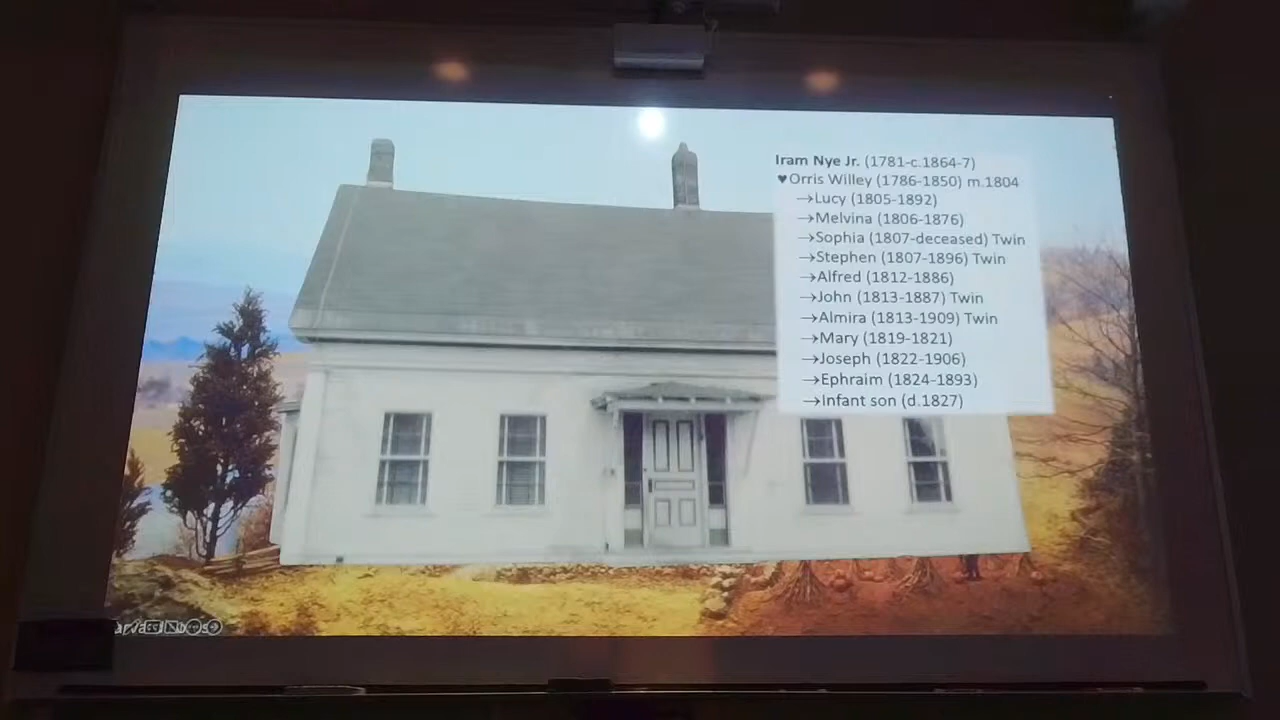 Iram Nye Jr. (1781-c.1864-7)
♥Orris Willey (1786-1850) m.1804
→Lucy (1805-1892)
→Melvina (1806-1876)
→Sophia (1807-deceased) Twin
→Stephen (1807-1896) Twin
→Alfred (1812-1886)
→John (1813-1887) Twin
→Almira (1813-1909) Twin
→Mary (1819-1821)
→Joseph (1822-1906)
→Ephraim (1824-1893)
→Infant son (d.1827)